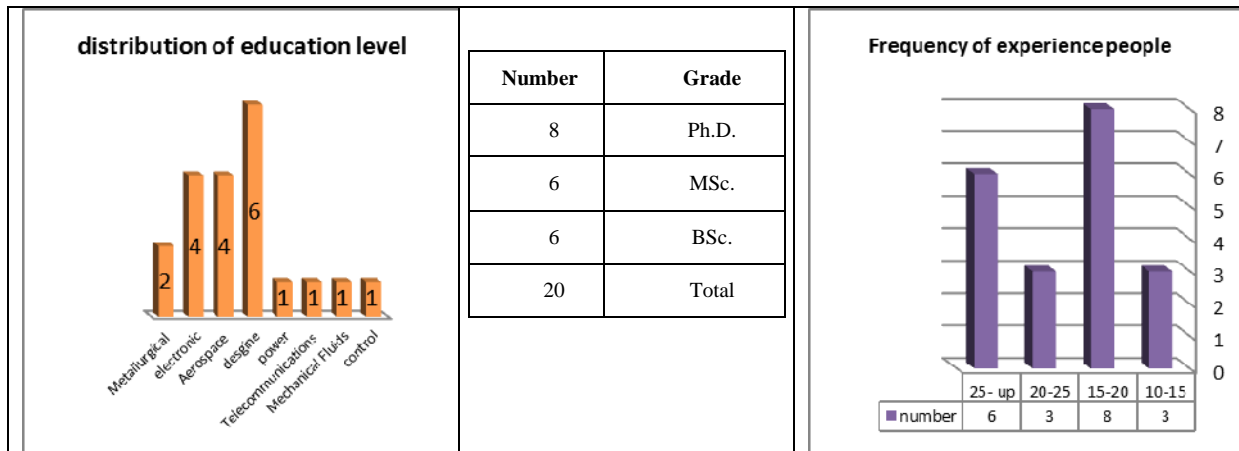 distribution of education level
2
4
4
6
1
1
1
1
Metallurgical
electronic
Aerospace
desgine
power
Telecommunications
Mechanical Fluids
control
Number Grade
8 Ph.D.
6 MSc.
6 BSc.
20 Total
Frequency of experience people
8
7
6
5
4
3
2
1
0
25- up 20-25 15-20 10-15
number 6 3 8 3